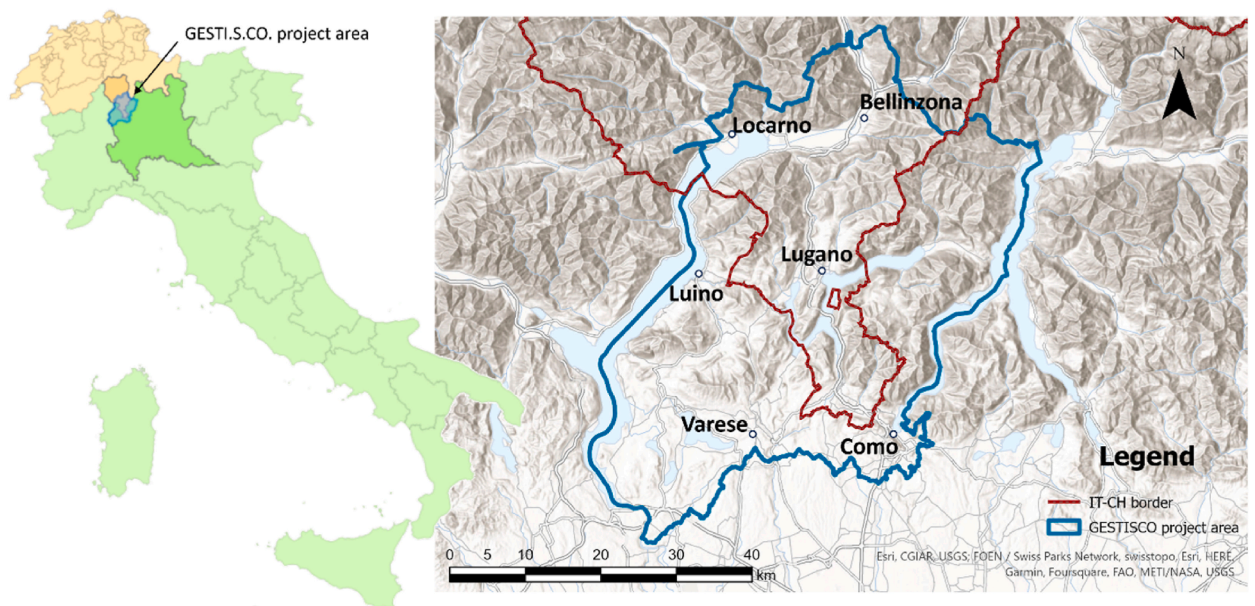 GESTI.S.CO. project area
N
Bellinzona
Locarno
Lugano
Luino
Varese
Como
Legend
IT-CH border
GESTISCO project area
0 5 10 20 30 40
km
Esri, CGIAR, USGS; FOEN / Swiss Parks Network, swisstopo, Esri, HERE,
Garmin, Foursquare, FAO, METI/NASA, USGS